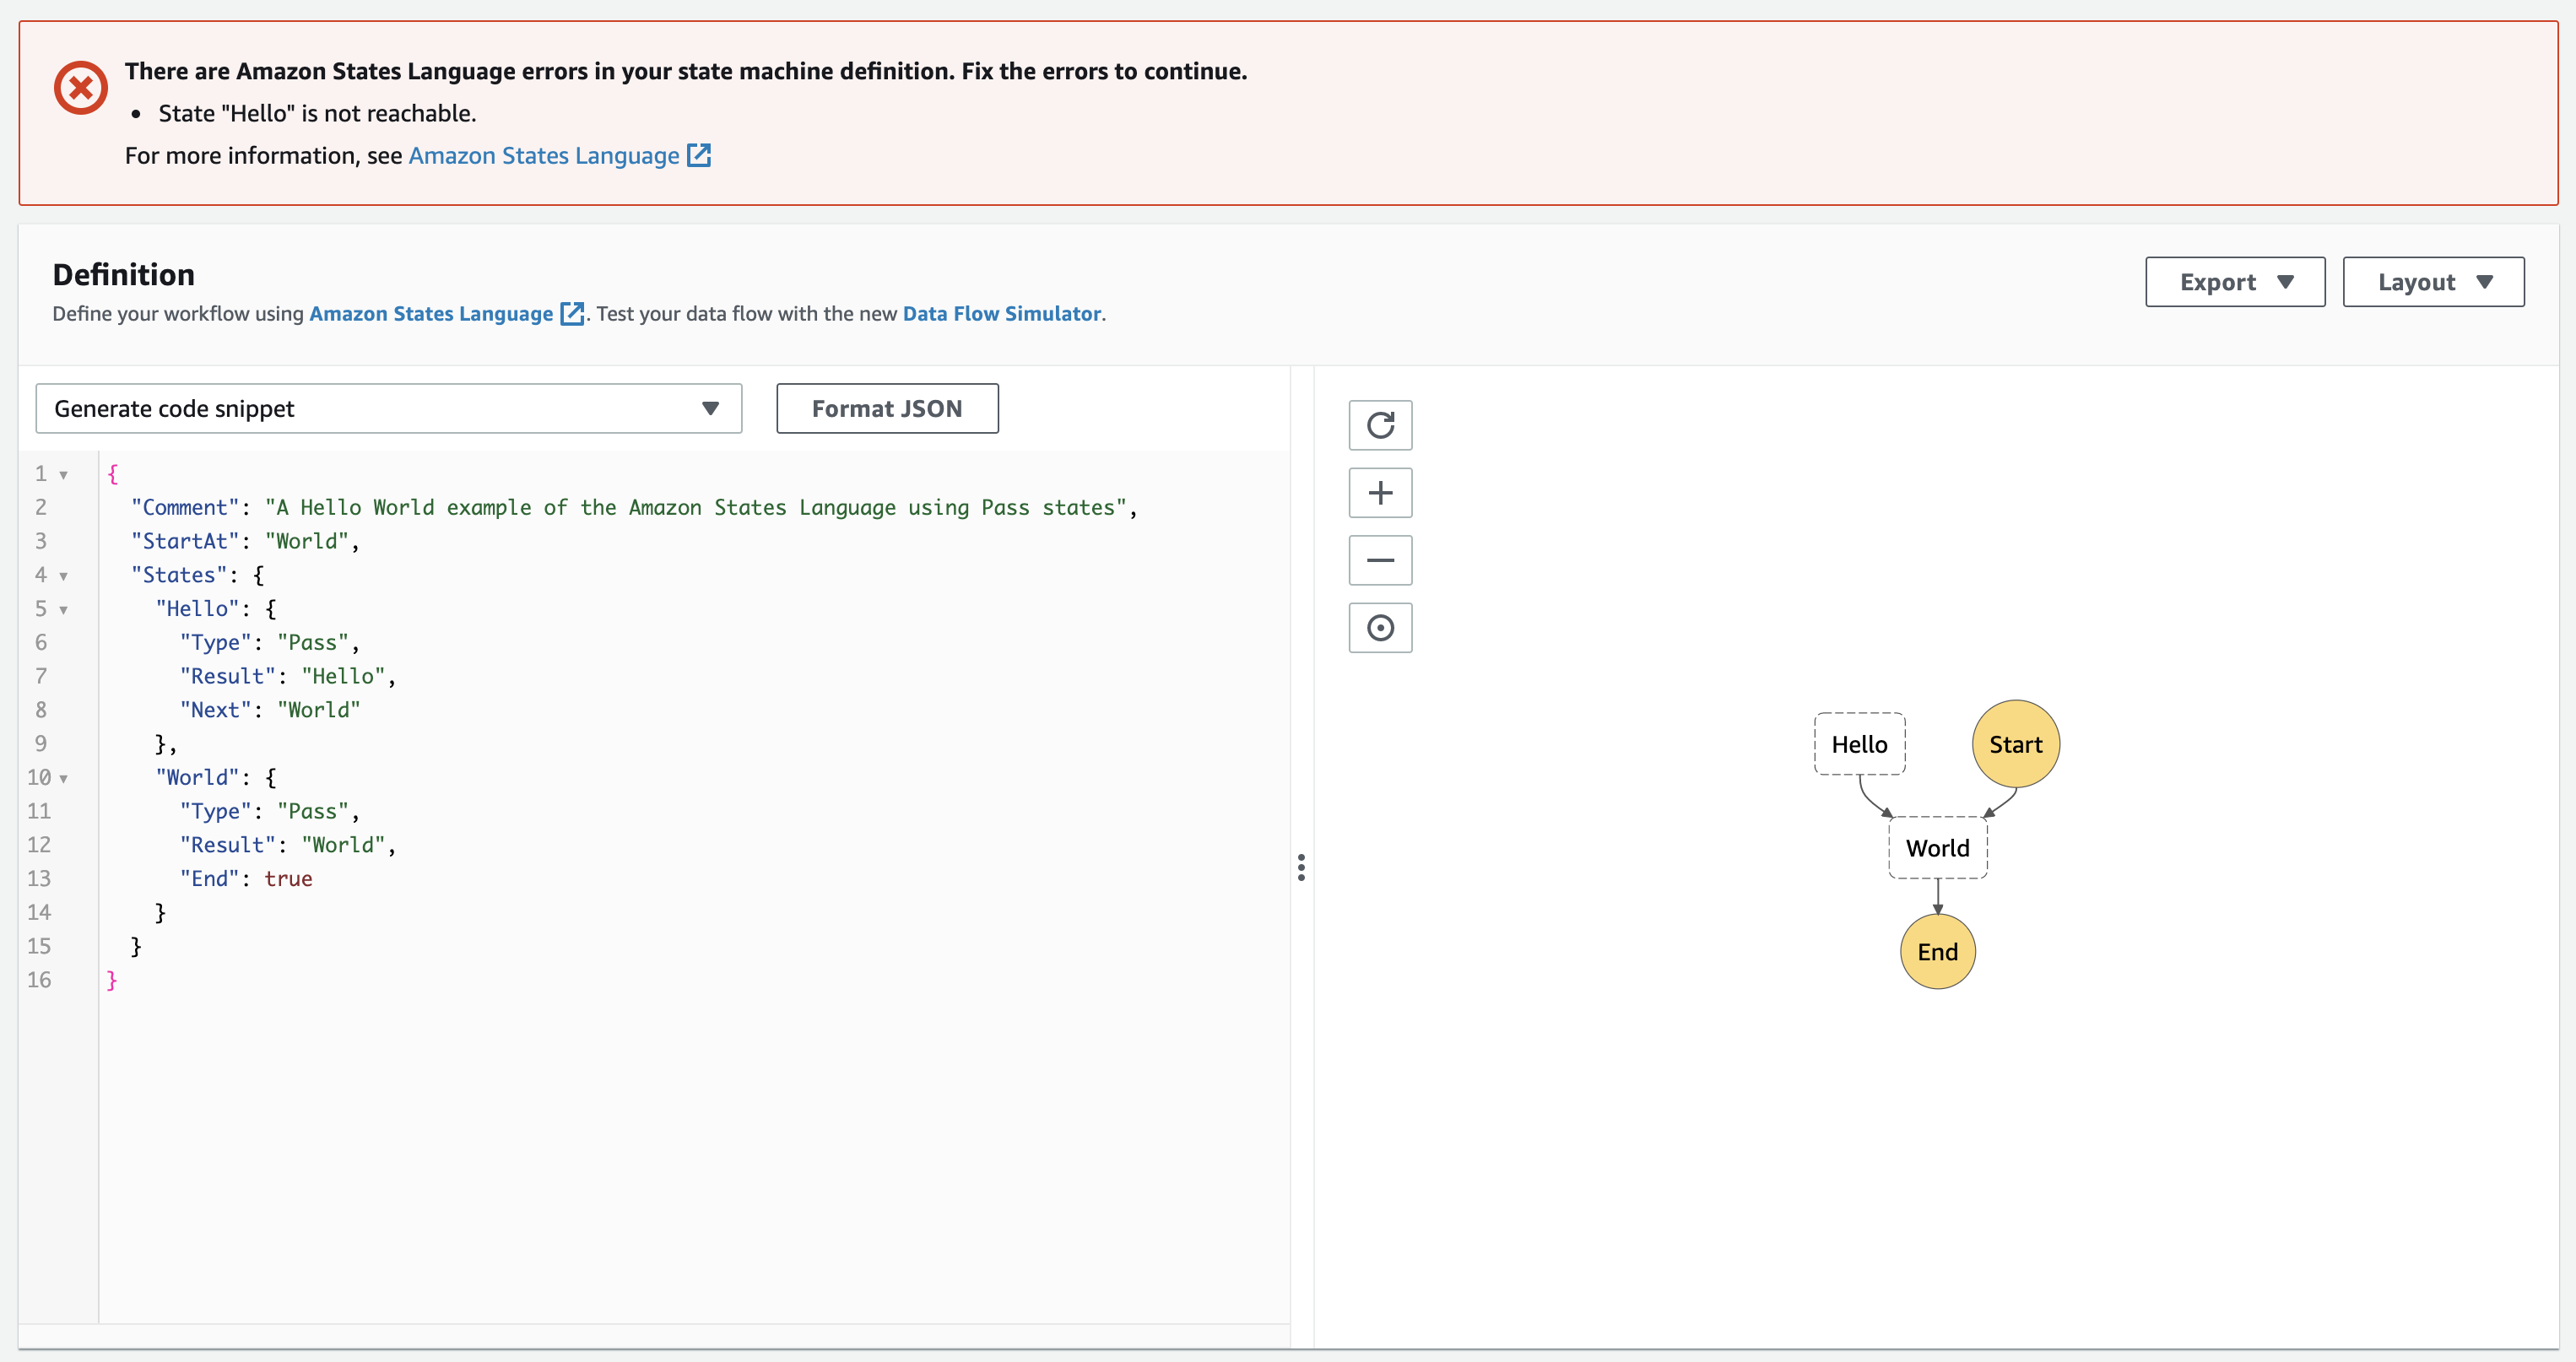 There are Amazon States Language errors in your state machine definition. Fix the errors to continue.
• State "Hello" is not reachable.
For more information, see Amazon States Language
Definition
Define your workflow using Amazon States Language . Test your data flow with the new Data Flow Simulator.
Export
Layout
Generate code snippet
Format JSON
1 {
2   "Comment": "A Hello World example of the Amazon States Language using Pass states",
3   "StartAt": "World",
4   "States": {
5     "Hello": {
6       "Type": "Pass",
7       "Result": "Hello",
8       "Next": "World"
9     },
10     "World": {
11       "Type": "Pass",
12       "Result": "World",
13       "End": true
14     }
15   }
16 }
Hello
Start
World
End